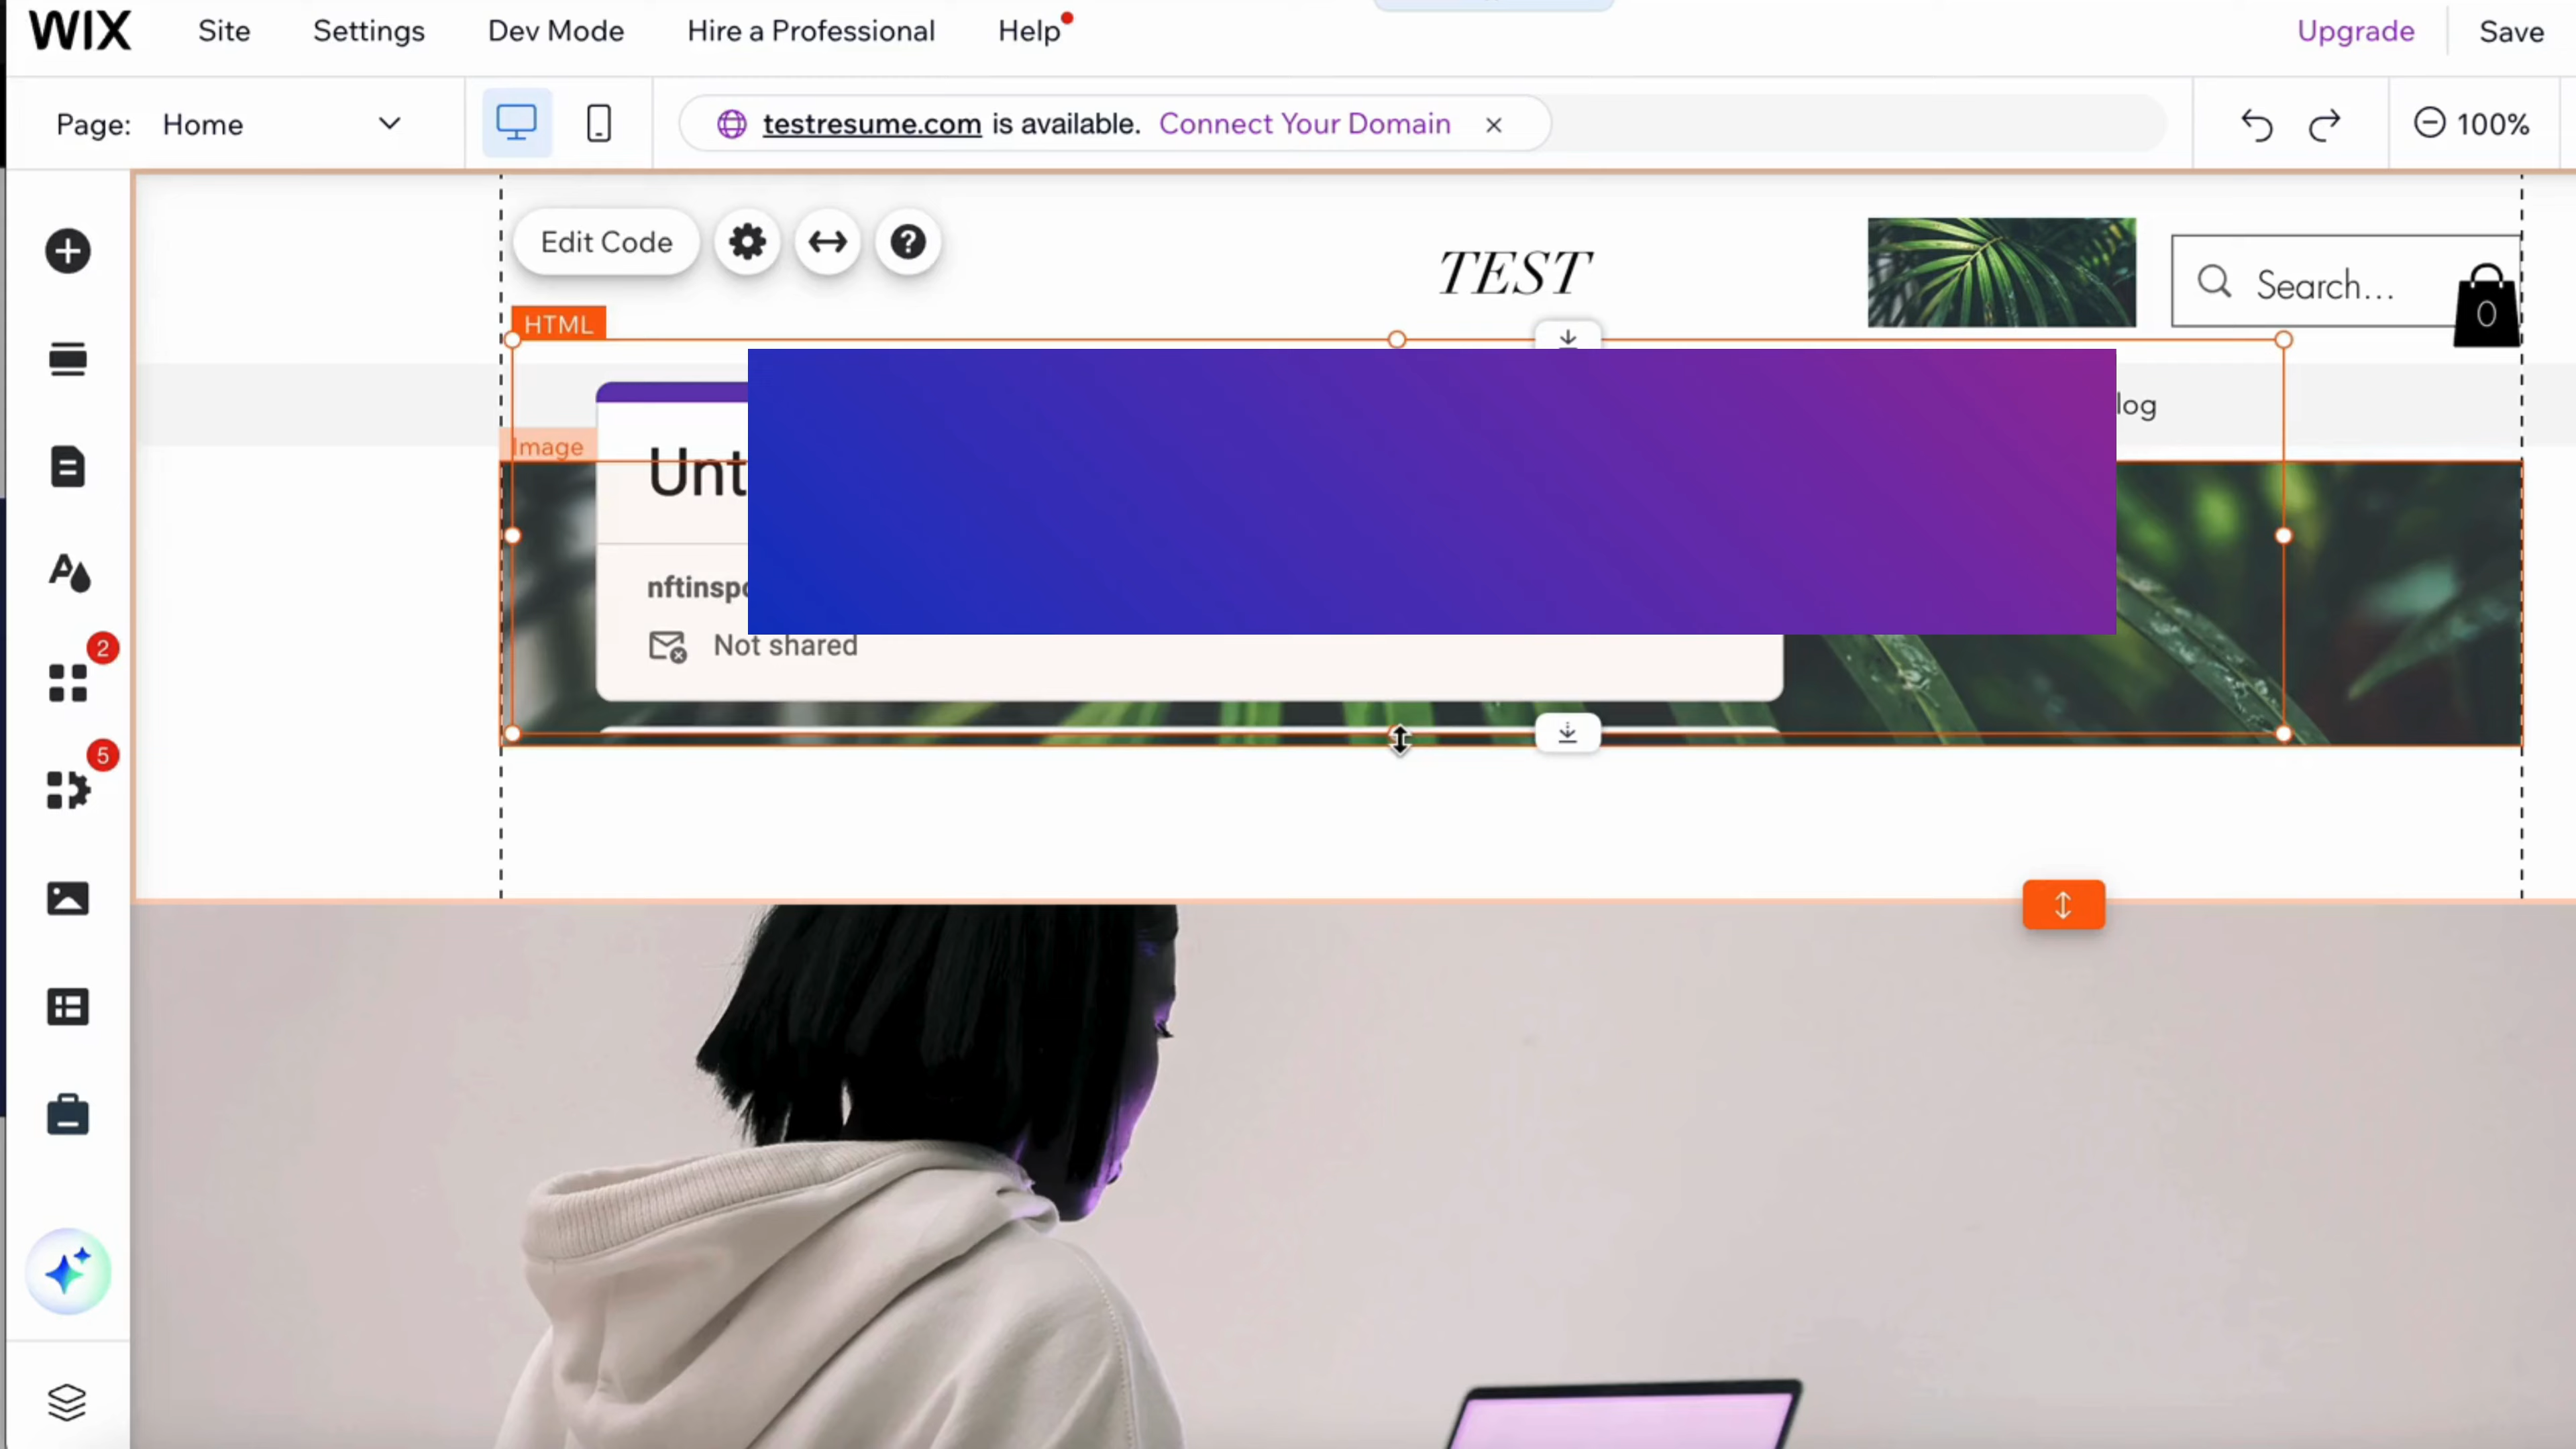 WIX Site Settings Dev Mode Hire a Professional Help Upgrade Save
Page: Home testresume.com is available. Connect Your Domain 100%
Edit Code
TEST
Search...
0
HTML
log
Image
Unt
nftinsp
Not shared
2
5